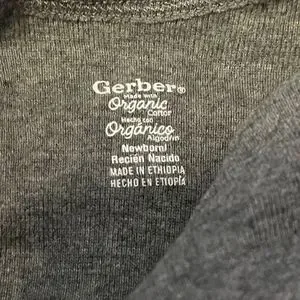 Gerber®
Made with
Organic
Cotton
Hecho con
Orgánico
Algodón
Newborn/
Recién Nacido
MADE IN ETHIOPIA
HECHO EN ETIOPÍA